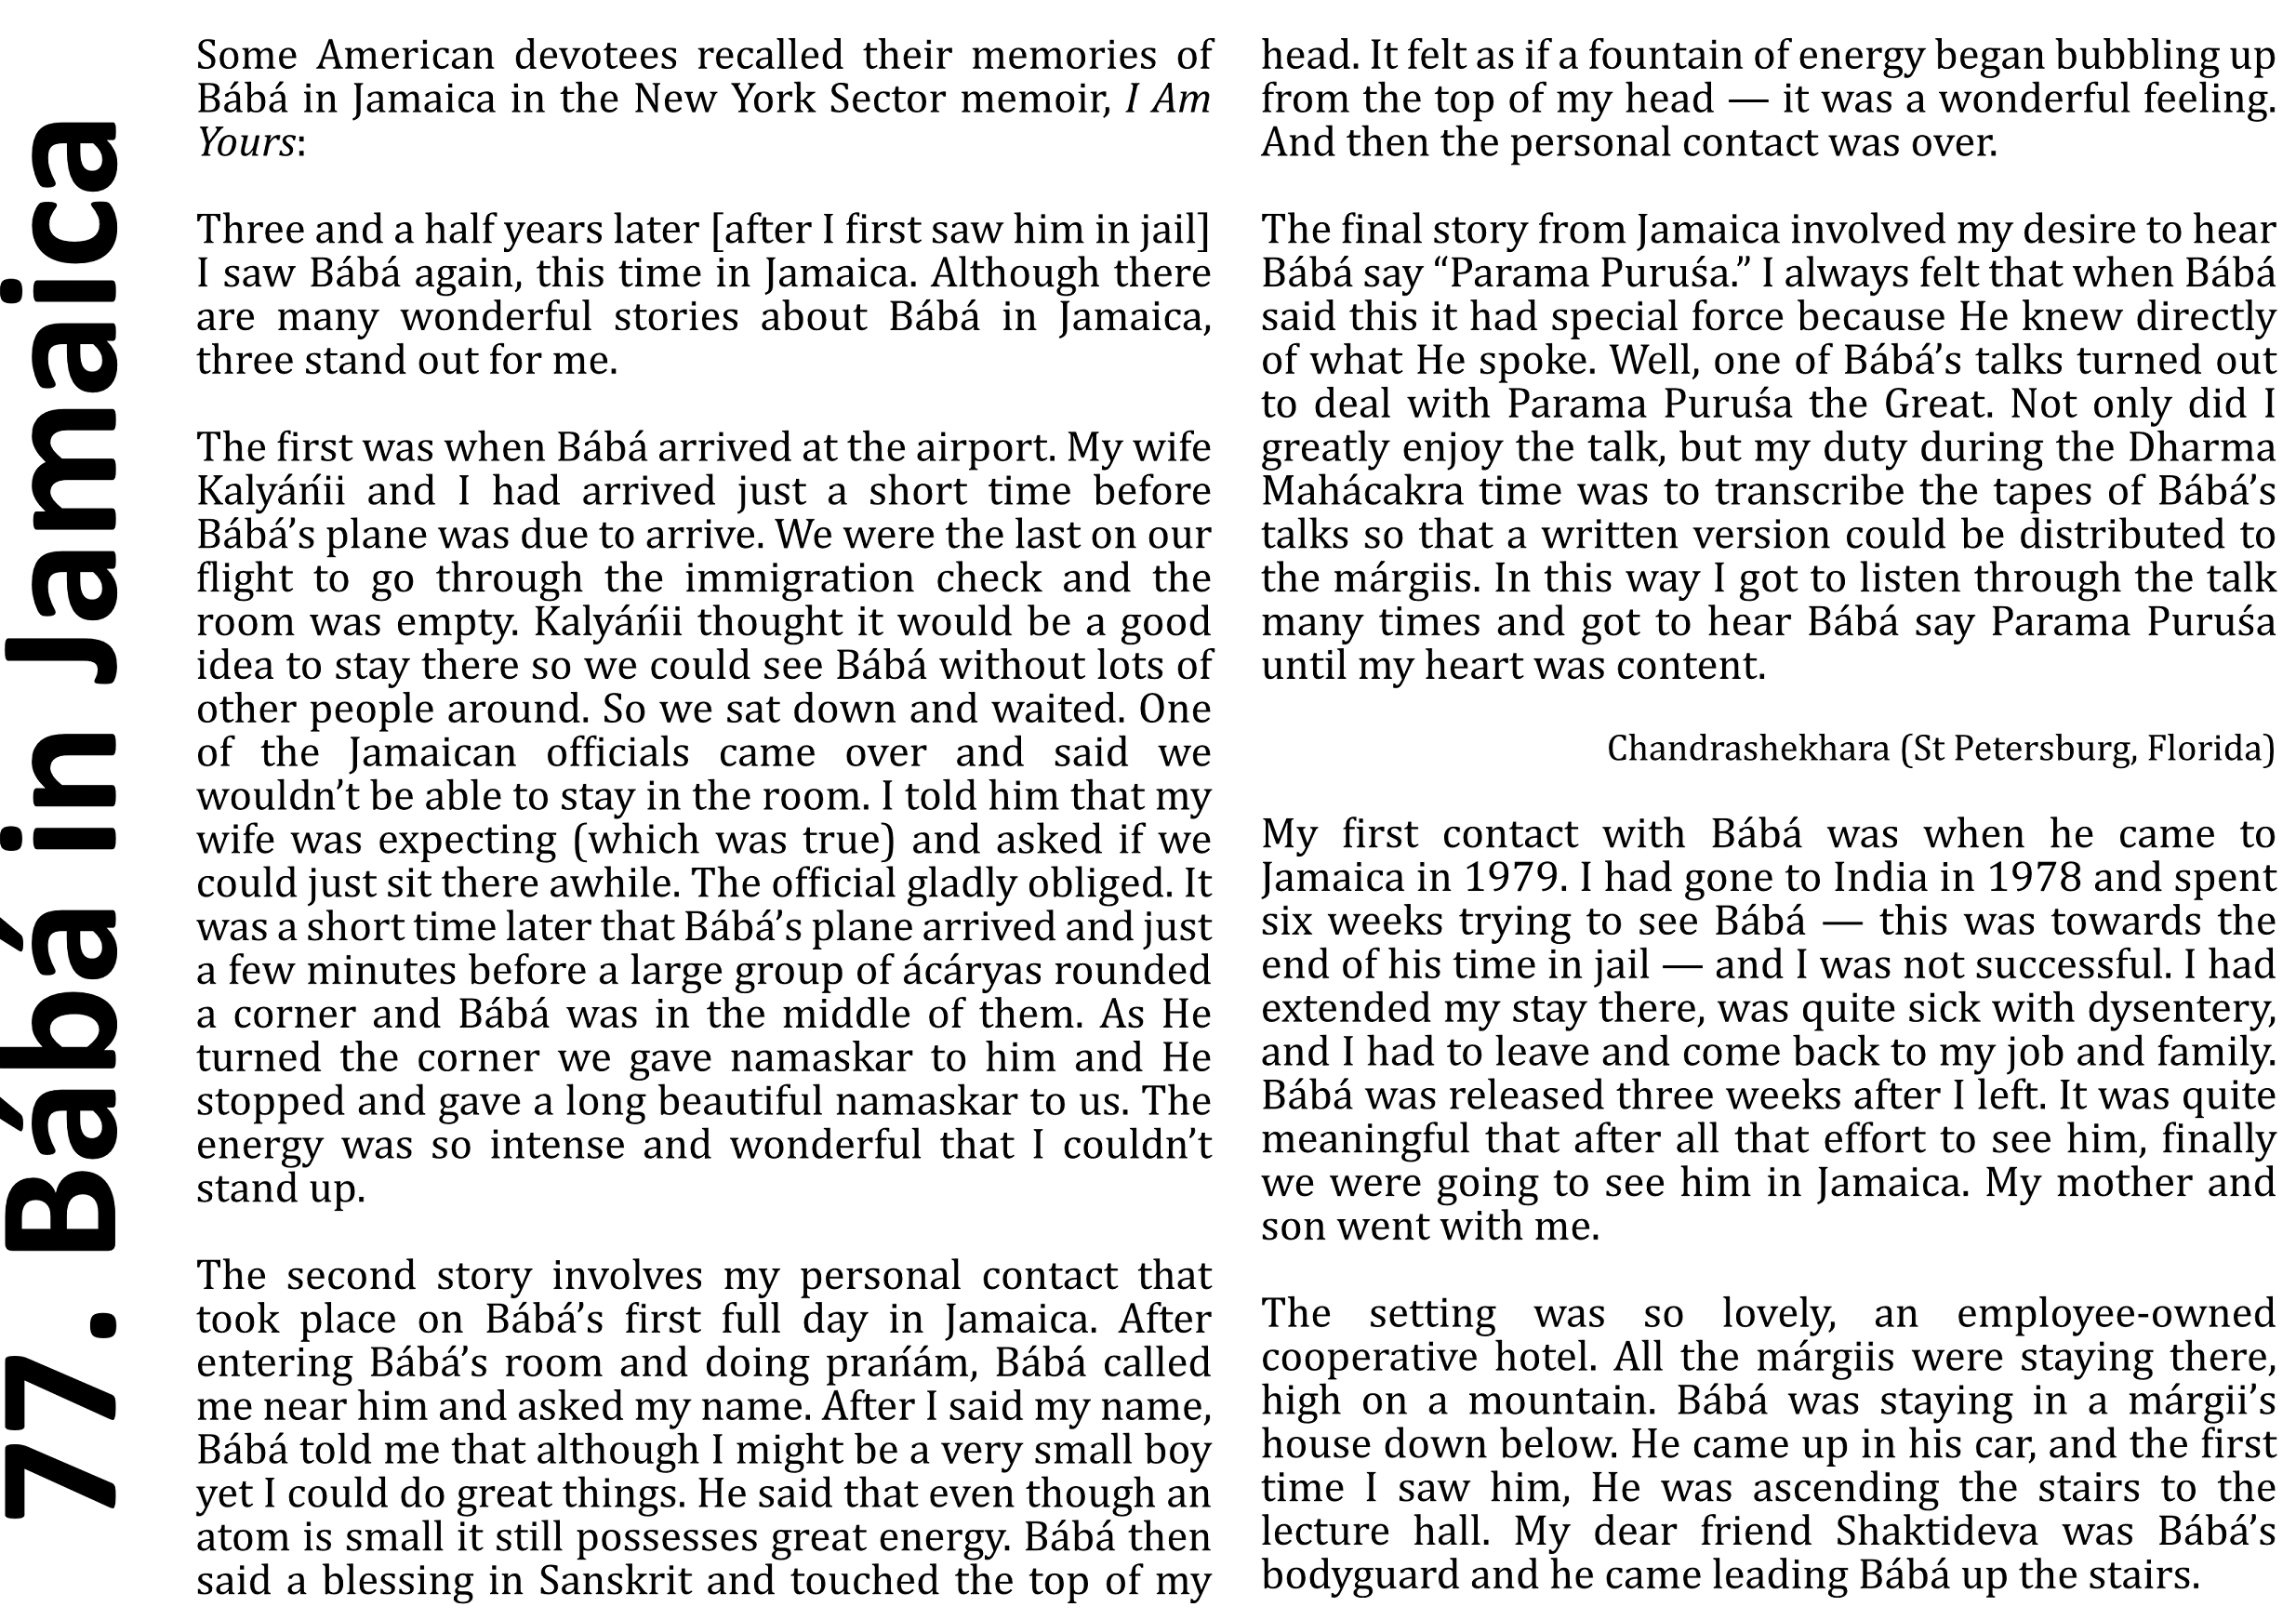 77. Bábá in Jamaica
Some American devotees recalled their memories of
Bábá in Jamaica in the New York Sector memoir, I Am
Yours:
Three and a half years later [after I first saw him in jail]
I saw Bábá again, this time in Jamaica. Although there
are many wonderful stories about Bábá in Jamaica,
three stand out for me.
The first was when Bábá arrived at the airport. My wife
Kalyáńii and I had arrived just a short time before
Bábá’s plane was due to arrive. We were the last on our
flight to go through the immigration check and the
room was empty. Kalyáńii thought it would be a good
idea to stay there so we could see Bábá without lots of
other people around. So we sat down and waited. One
of the Jamaican officials came over and said we
wouldn’t be able to stay in the room. I told him that my
wife was expecting (which was true) and asked if we
could just sit there awhile. The official gladly obliged. It
was a short time later that Bábá’s plane arrived and just
a few minutes before a large group of ácáryas rounded
a corner and Bábá was in the middle of them. As He
turned the corner we gave namaskar to him and He
stopped and gave a long beautiful namaskar to us. The
energy was so intense and wonderful that I couldn’t
stand up.
The second story involves my personal contact that
took place on Bábá’s first full day in Jamaica. After
entering Bábá’s room and doing prańám, Bábá called
me near him and asked my name. After I said my name,
Bábá told me that although I might be a very small boy
yet I could do great things. He said that even though an
atom is small it still possesses great energy. Bábá then
said a blessing in Sanskrit and touched the top of my
head. It felt as if a fountain of energy began bubbling up
from the top of my head — it was a wonderful feeling.
And then the personal contact was over.
The final story from Jamaica involved my desire to hear
Bábá say “Parama Puruśa.” I always felt that when Bábá
said this it had special force because He knew directly
of what He spoke. Well, one of Bábá’s talks turned out
to deal with Parama Puruśa the Great. Not only did I
greatly enjoy the talk, but my duty during the Dharma
Mahácakra time was to transcribe the tapes of Bábá’s
talks so that a written version could be distributed to
the márgiis. In this way I got to listen through the talk
many times and got to hear Bábá say Parama Puruśa
until my heart was content.
Chandrashekhara (St Petersburg, Florida)
My first contact with Bábá was when he came to
Jamaica in 1979. I had gone to India in 1978 and spent
six weeks trying to see Bábá — this was towards the
end of his time in jail — and I was not successful. I had
extended my stay there, was quite sick with dysentery,
and I had to leave and come back to my job and family.
Bábá was released three weeks after I left. It was quite
meaningful that after all that effort to see him, finally
we were going to see him in Jamaica. My mother and
son went with me.
The setting was so lovely, an employee-owned
cooperative hotel. All the márgiis were staying there,
high on a mountain. Bábá was staying in a márgii’s
house down below. He came up in his car, and the first
time I saw him, He was ascending the stairs to the
lecture hall. My dear friend Shaktideva was Bábá’s
bodyguard and he came leading Bábá up the stairs.